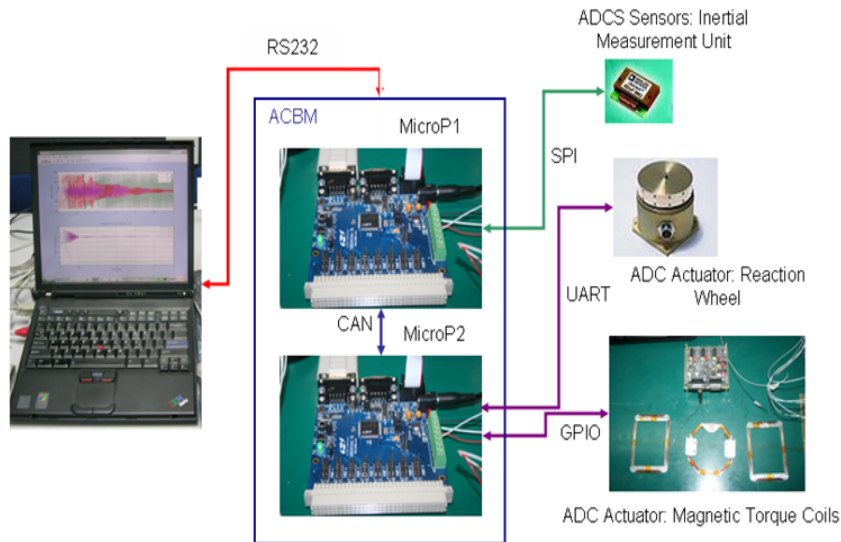 ADCS Sensors: Inertial
Measurement Unit
RS232
ACBM
MicroP1
SPI
ADC Actuator: Reaction
Wheel
UART
CAN
MicroP2
GPIO
ADC Actuator: Magnetic Torque Coils